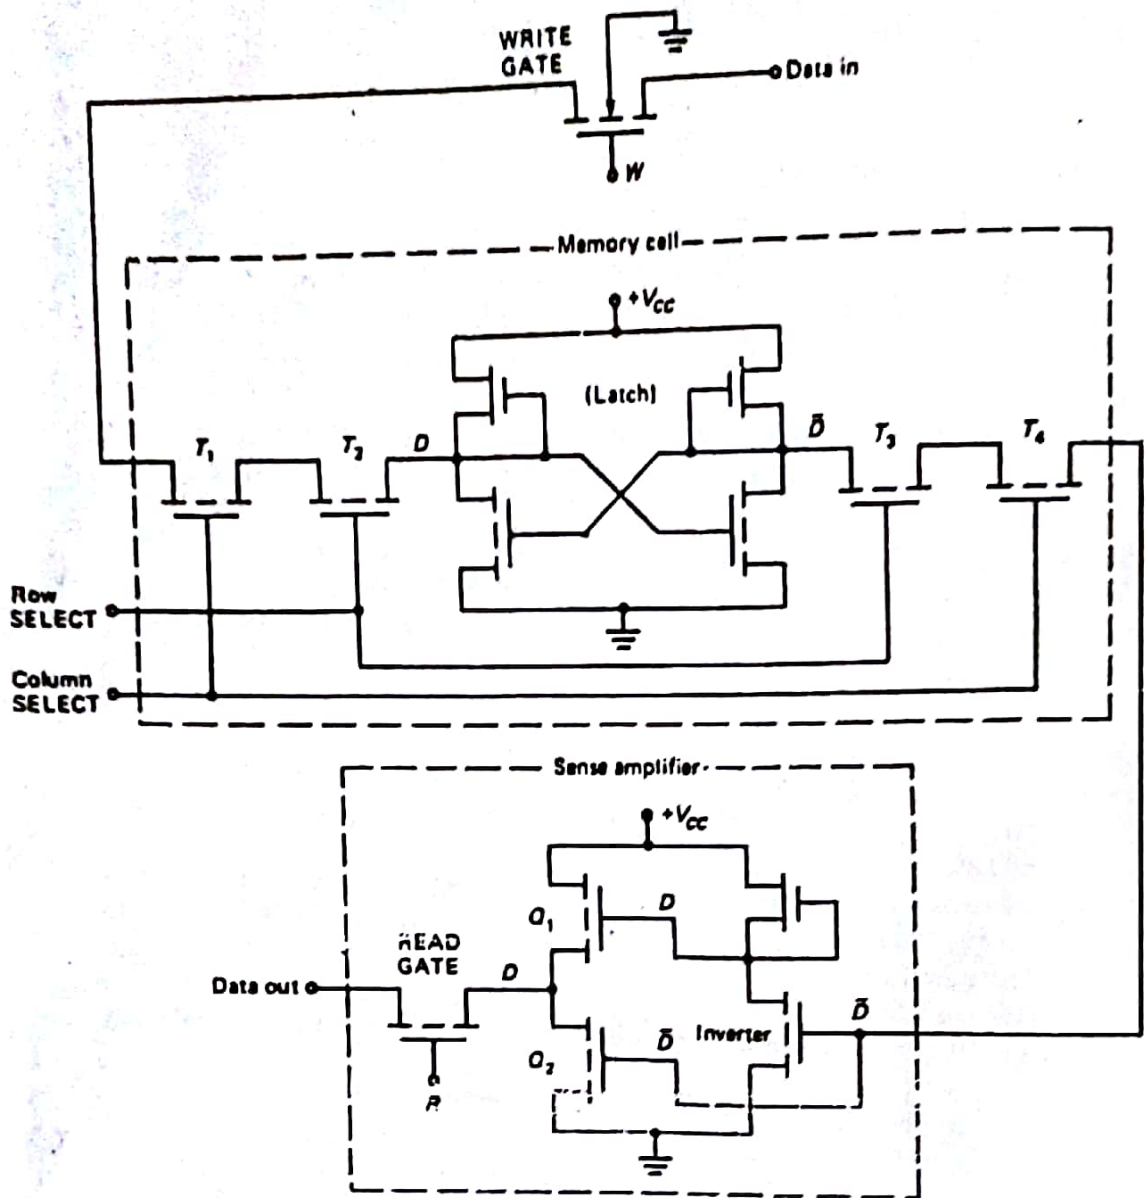 WRITE
GATE
Data in
W
Memory cell
+VCC
(Latch)
T1
T2
D
D̄
T3
T4
Row
SELECT
Column
SELECT
Sense amplifier
+VCC
Q1
D
READ
GATE
D
Data out
Inverter
D̄
Q2
D̄
R